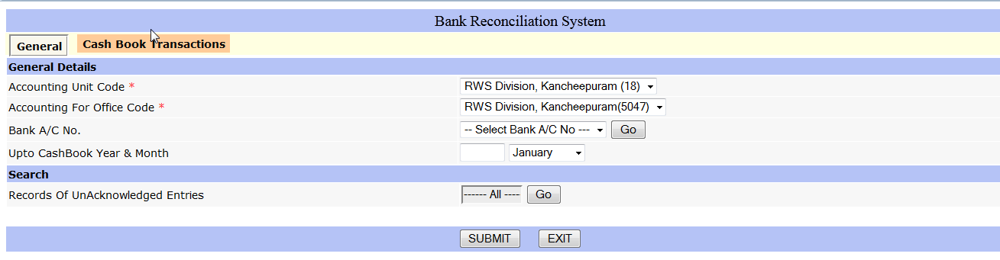 Bank Reconciliation System
General Cash Book Transactions
General Details
Accounting Unit Code * RWS Division, Kancheepuram (18)
Accounting For Office Code * RWS Division, Kancheepuram(5047)
Bank A/C No. -- Select Bank A/C No --- Go
Upto CashBook Year & Month January
Search
Records Of UnAcknowledged Entries ------ All ---- Go
SUBMIT EXIT